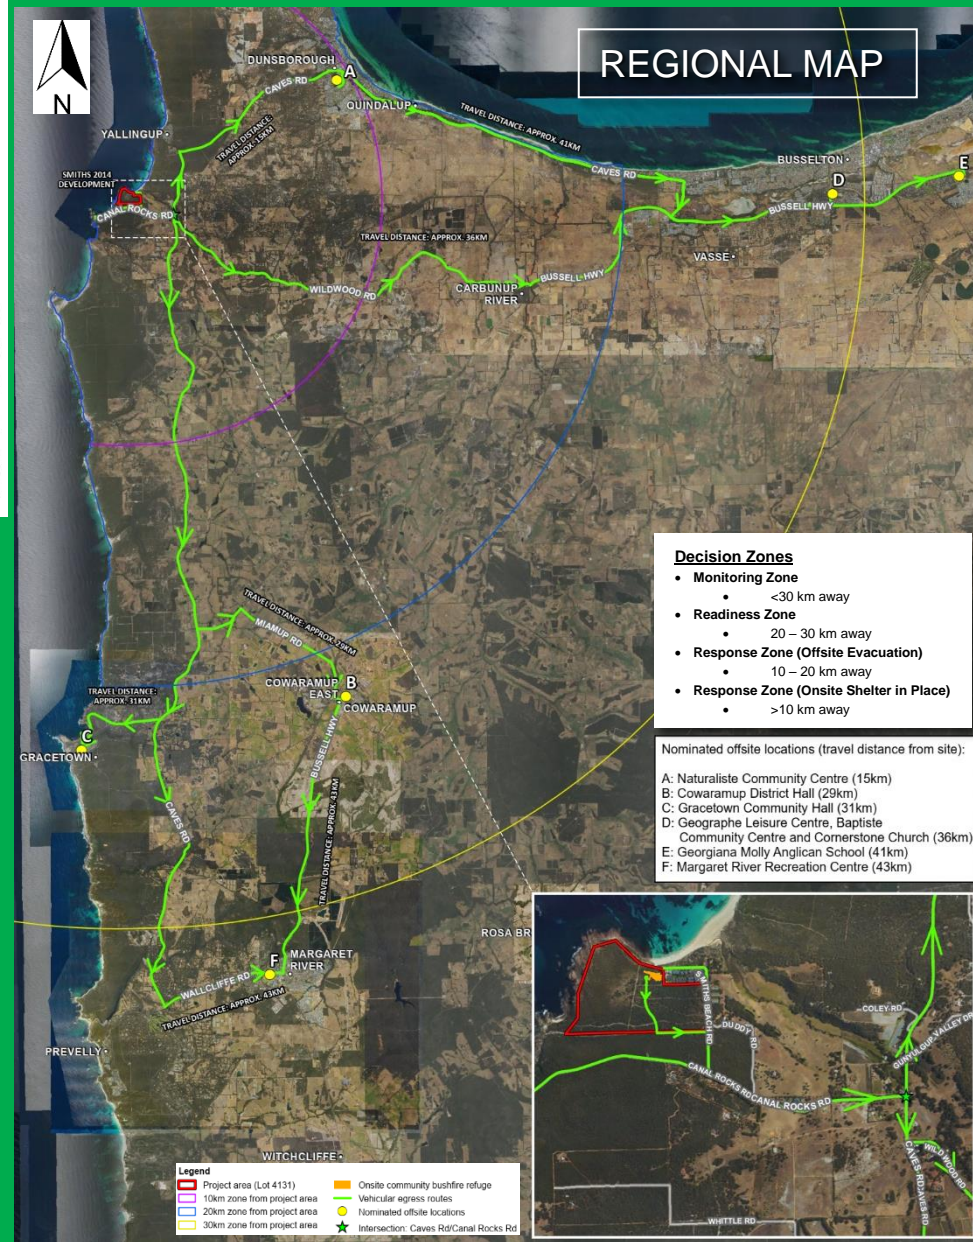 REGIONAL MAP
N
DUNSBOROUGH
A
CAVES RD
QUINDALUP
TRAVEL DISTANCE: APPROX. 41KM
YALLINGUP
TRAVEL DISTANCE:
APPROX. 15KM
BUSSELTON
E
SMITHS 2014
DEVELOPMENT
CAVES RD
D
CANAL ROCKS RD
BUSSELL HWY
TRAVEL DISTANCE: APPROX. 36KM
VASSE
WILDWOOD RD
CARBUNUP
RIVER
BUSSELL HWY
Decision Zones
• Monitoring Zone
• <30 km away
• Readiness Zone
• 20 – 30 km away
• Response Zone (Offsite Evacuation)
• 10 – 20 km away
• Response Zone (Onsite Shelter in Place)
• >10 km away
TRAVEL DISTANCE: APPROX. 29KM
MIAMUP RD
COWARAMUP
EAST
B
COWARAMUP
TRAVEL DISTANCE:
APPROX. 31KM
C
GRACETOWN
BUSSELL HWY
TRAVEL DISTANCE: APPROX. 43KM
CAVES RD
Nominated offsite locations (travel distance from site):
A: Naturaliste Community Centre (15km)
B: Cowaramup District Hall (29km)
C: Gracetown Community Hall (31km)
D: Geographe Leisure Centre, Baptiste
Community Centre and Cornerstone Church (36km)
E: Georgiana Molly Anglican School (41km)
F: Margaret River Recreation Centre (43km)
ROSA BR
F
MARGARET
RIVER
WALLCLIFFE RD
TRAVEL DISTANCE: APPROX. 43KM
PREVELLY
WITCHCLIFFE
SMITHS BEACH RD
DUDDY RD
COLEY RD
GUNYULGUP VALLEY DR
CANAL ROCKS RD
CANAL ROCKS RD
CAVES RD
CAVES RD
WILDWOOD RD
WHITTLE RD
Legend
Project area (Lot 4131)
10km zone from project area
20km zone from project area
30km zone from project area
Onsite community bushfire refuge
Vehicular egress routes
Nominated offsite locations
Intersection: Caves Rd/Canal Rocks Rd